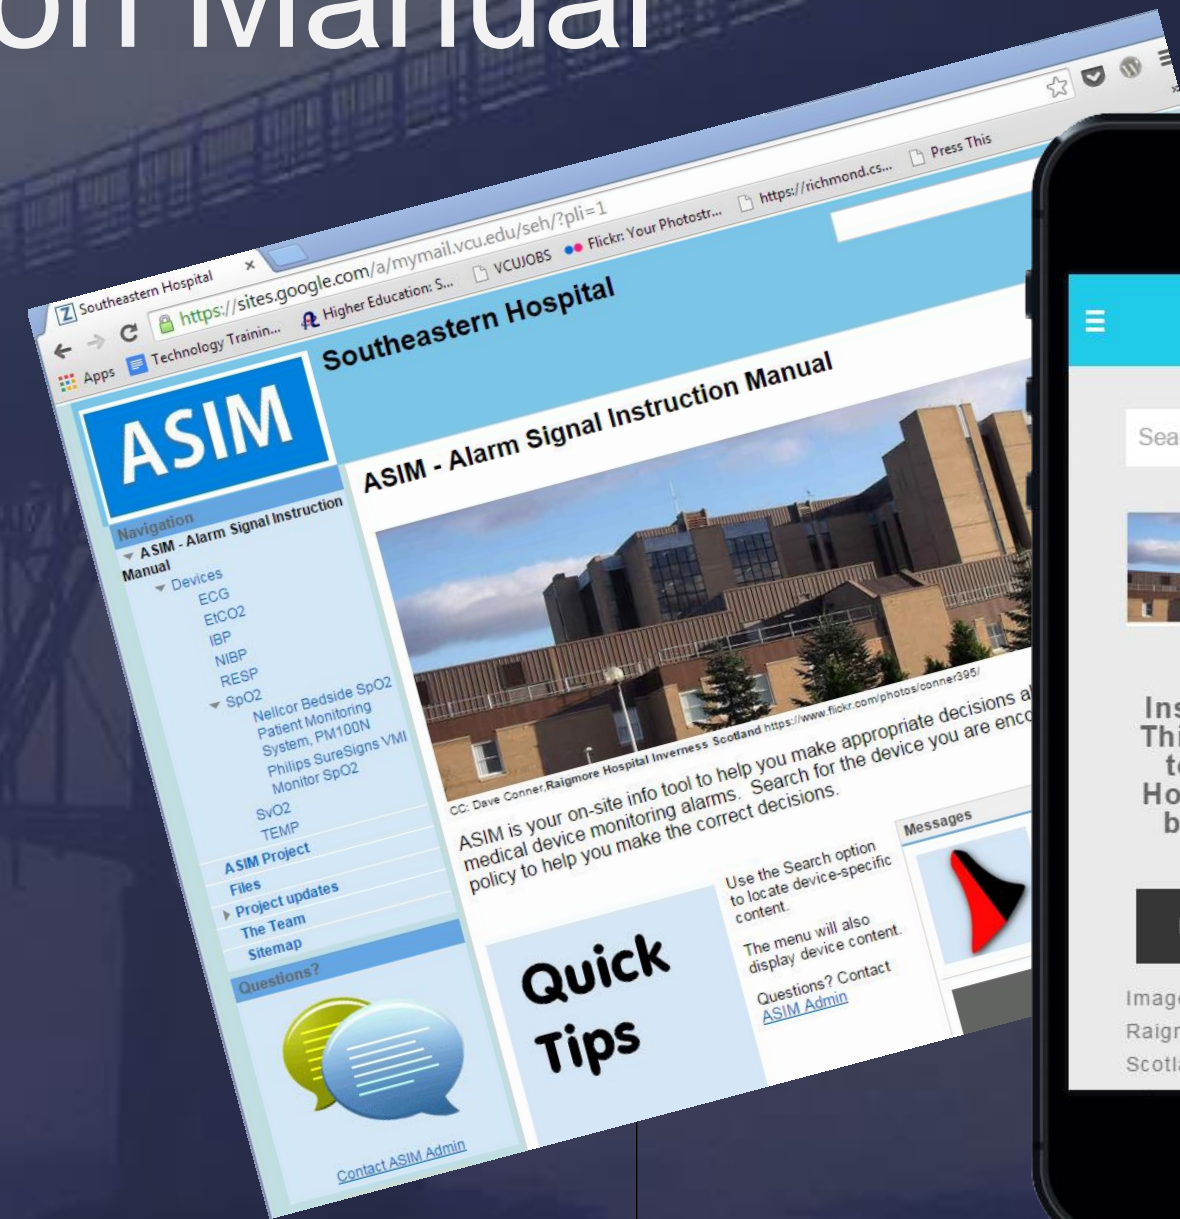 on Manual
Southeastern Hospital
https://sites.google.com/a/mymail.vcu.edu/seh/?pli=1
Apps Technology Trainin... Higher Education: S... VCUJOBS Flickr: Your Photostr... https://richmond.cs... Press This
ASIM
Southeastern Hospital
Navigation
ASIM - Alarm Signal Instruction
Manual
Devices
ECG
EtCO2
IBP
NIBP
RESP
SpO2
Nellcor Bedside SpO2
Patient Monitoring
System, PM100N
Philips SureSigns VMI
Monitor SpO2
SvO2
TEMP
ASIM Project
Files
Project updates
The Team
Sitemap
Questions?
Contact ASIM Admin
ASIM - Alarm Signal Instruction Manual
CC: Dave Conner,Raigmore Hospital Inverness Scotland https://www.flickr.com/photos/conner395/
ASIM is your on-site info tool to help you make appropriate decisions a
medical device monitoring alarms. Search for the device you are enco
policy to help you make the correct decisions.
Quick
Tips
Use the Search option
to locate device-specific
content.
The menu will also
display device content.
Questions? Contact
ASIM Admin
Messages
Sea
Ins
Thi
t
Ho
b
Image
Raigr
Scotla